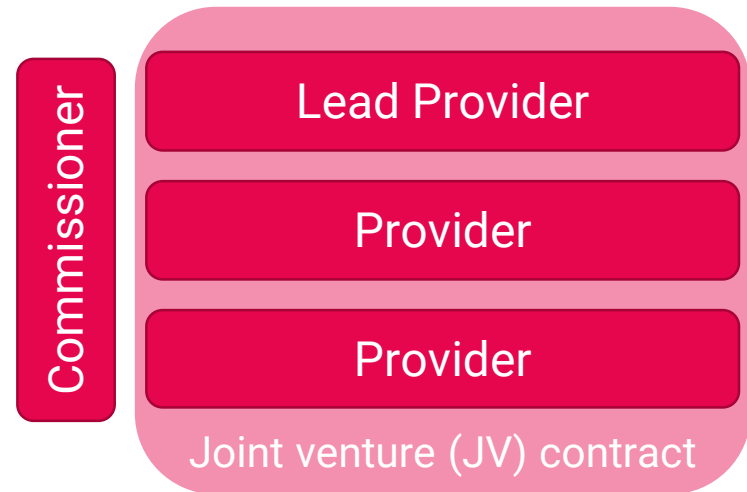 Commissioner
Lead Provider
Provider
Provider
Joint venture (JV) contract